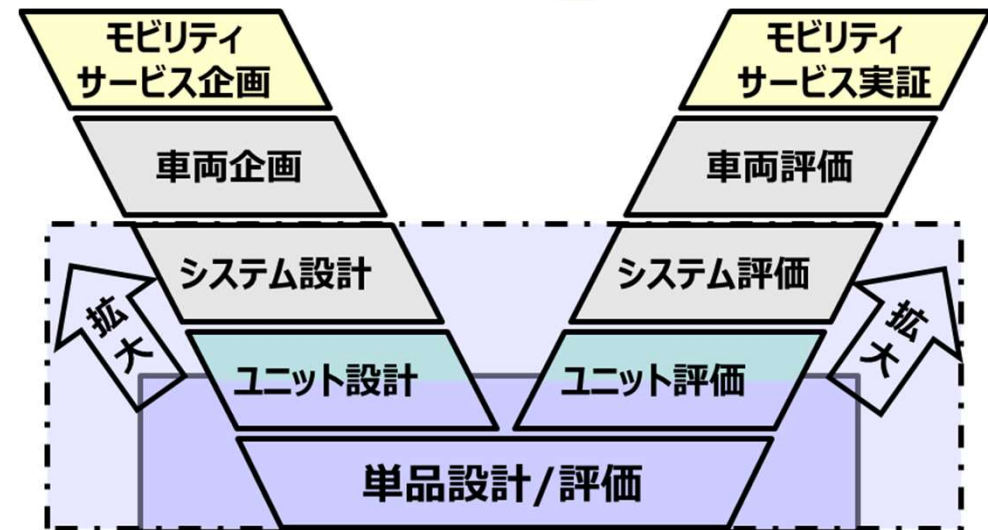 モビリティ
サービス企画
モビリティ
サービス実証
車両企画
車両評価
システム設計
システム評価
拡大
拡大
ユニット設計
ユニット評価
単品設計/評価